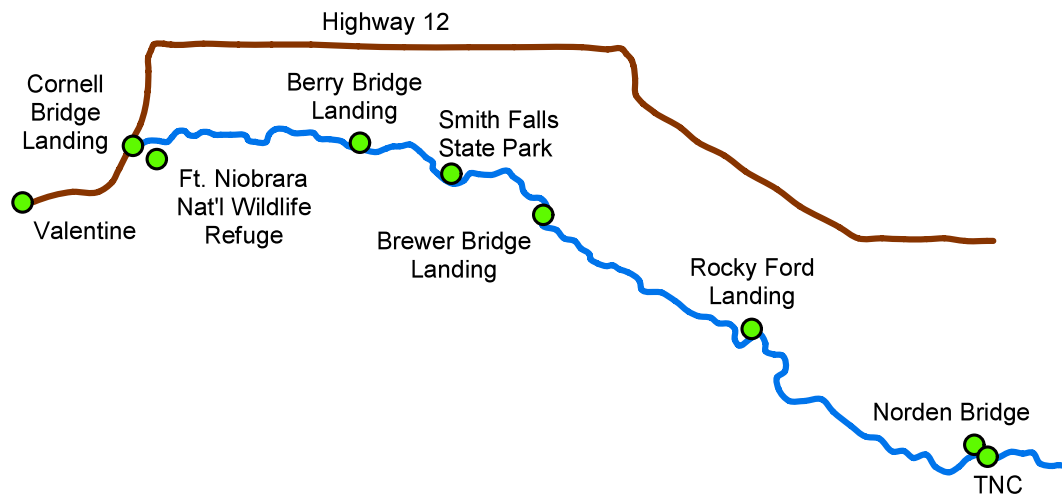 Highway 12
Cornell
Bridge
Landing
Berry Bridge
Landing
Smith Falls
State Park
Ft. Niobrara
Nat'l Wildlife
Refuge
Valentine
Brewer Bridge
Landing
Rocky Ford
Landing
Norden Bridge
TNC